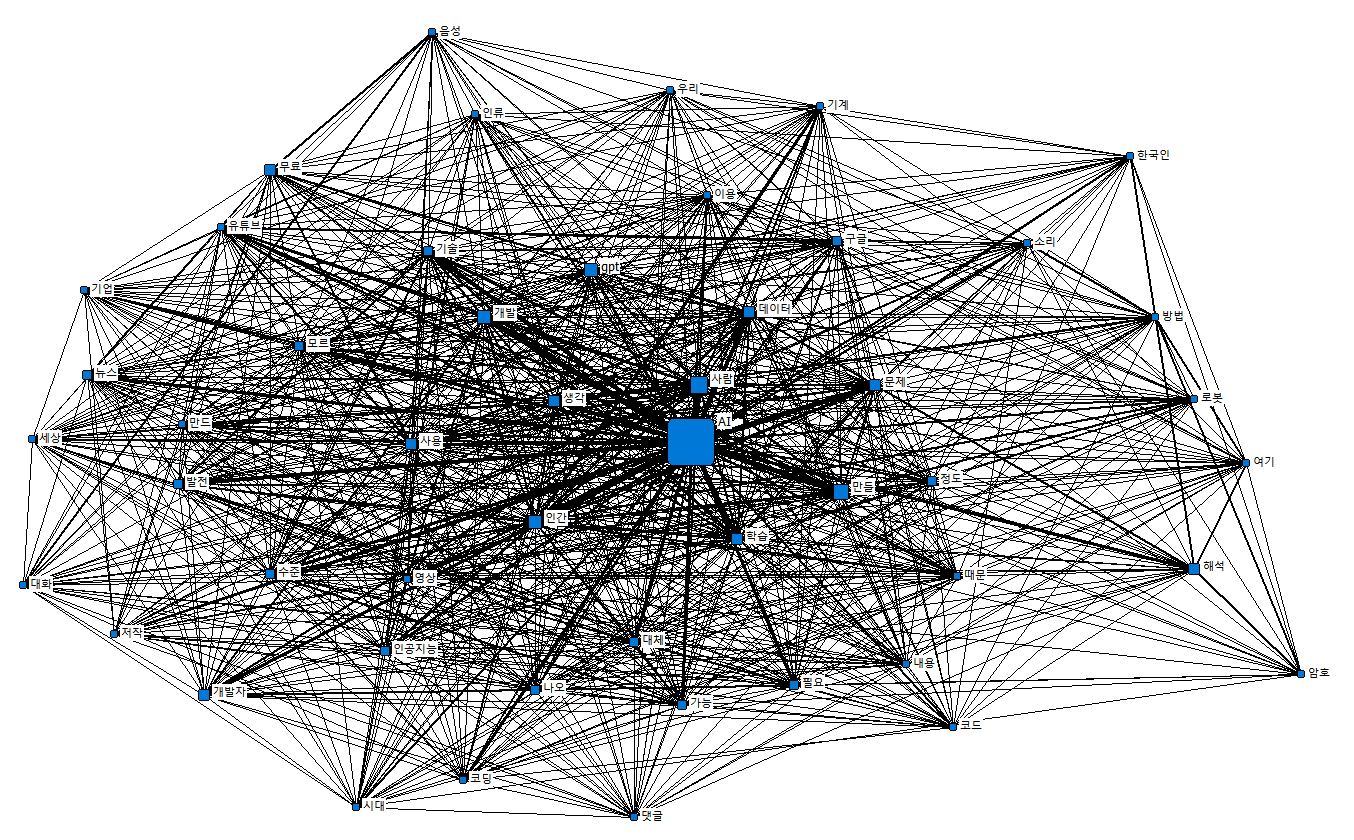 음성
우리
기계
인류
한국인
무료
이용
유튜브
구글
소리
기술
gpt
기업
개발
데이터
방법
모르
뉴스
사람
문제
생각
로봇
만드
AI
세상
사용
여기
발전
정도
만들
인간
학습
해석
수준
영상
때문
대화
저작
대체
인공지능
내용
암호
개발자
나오
필요
가능
코드
코딩
시대
댓글